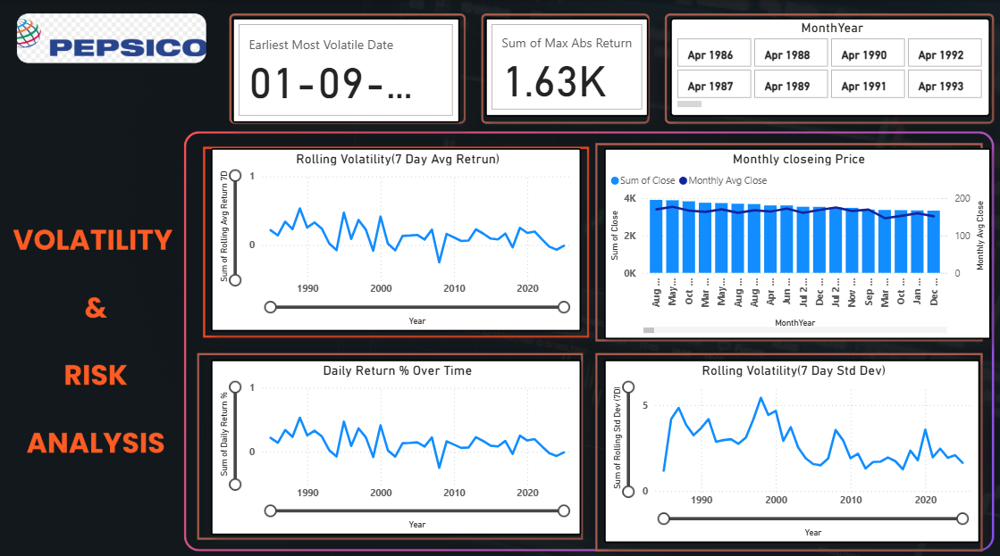 PEPSICO
Earliest Most Volatile Date
01-09-...
Sum of Max Abs Return
1.63K
MonthYear
Apr 1986
Apr 1988
Apr 1990
Apr 1992
Apr 1987
Apr 1989
Apr 1991
Apr 1993
VOLATILITY
&
RISK
ANALYSIS
Rolling Volatility(7 Day Avg Retrun)
Sum of Rolling Avg Return 7D
1
0
1990
2000
2010
2020
Year
Monthly closeing Price
Sum of Close
Monthly Avg Close
Sum of Close
4K
2K
0K
200
100
0
Monthly Avg Close
Aug ...
May...
Oct ...
Mar ...
May...
Aug ...
Aug ...
Apr ...
Jun ...
Jul 2...
Dec ...
Jul 2...
Nov ...
Sep ...
Mar ...
Oct ...
Jan ...
Dec ...
MonthYear
Daily Return % Over Time
Sum of Daily Return %
1
0
1990
2000
2010
2020
Year
Rolling Volatility(7 Day Std Dev)
Sum of Rolling Std Dev (7D)
5
0
1990
2000
2010
2020
Year